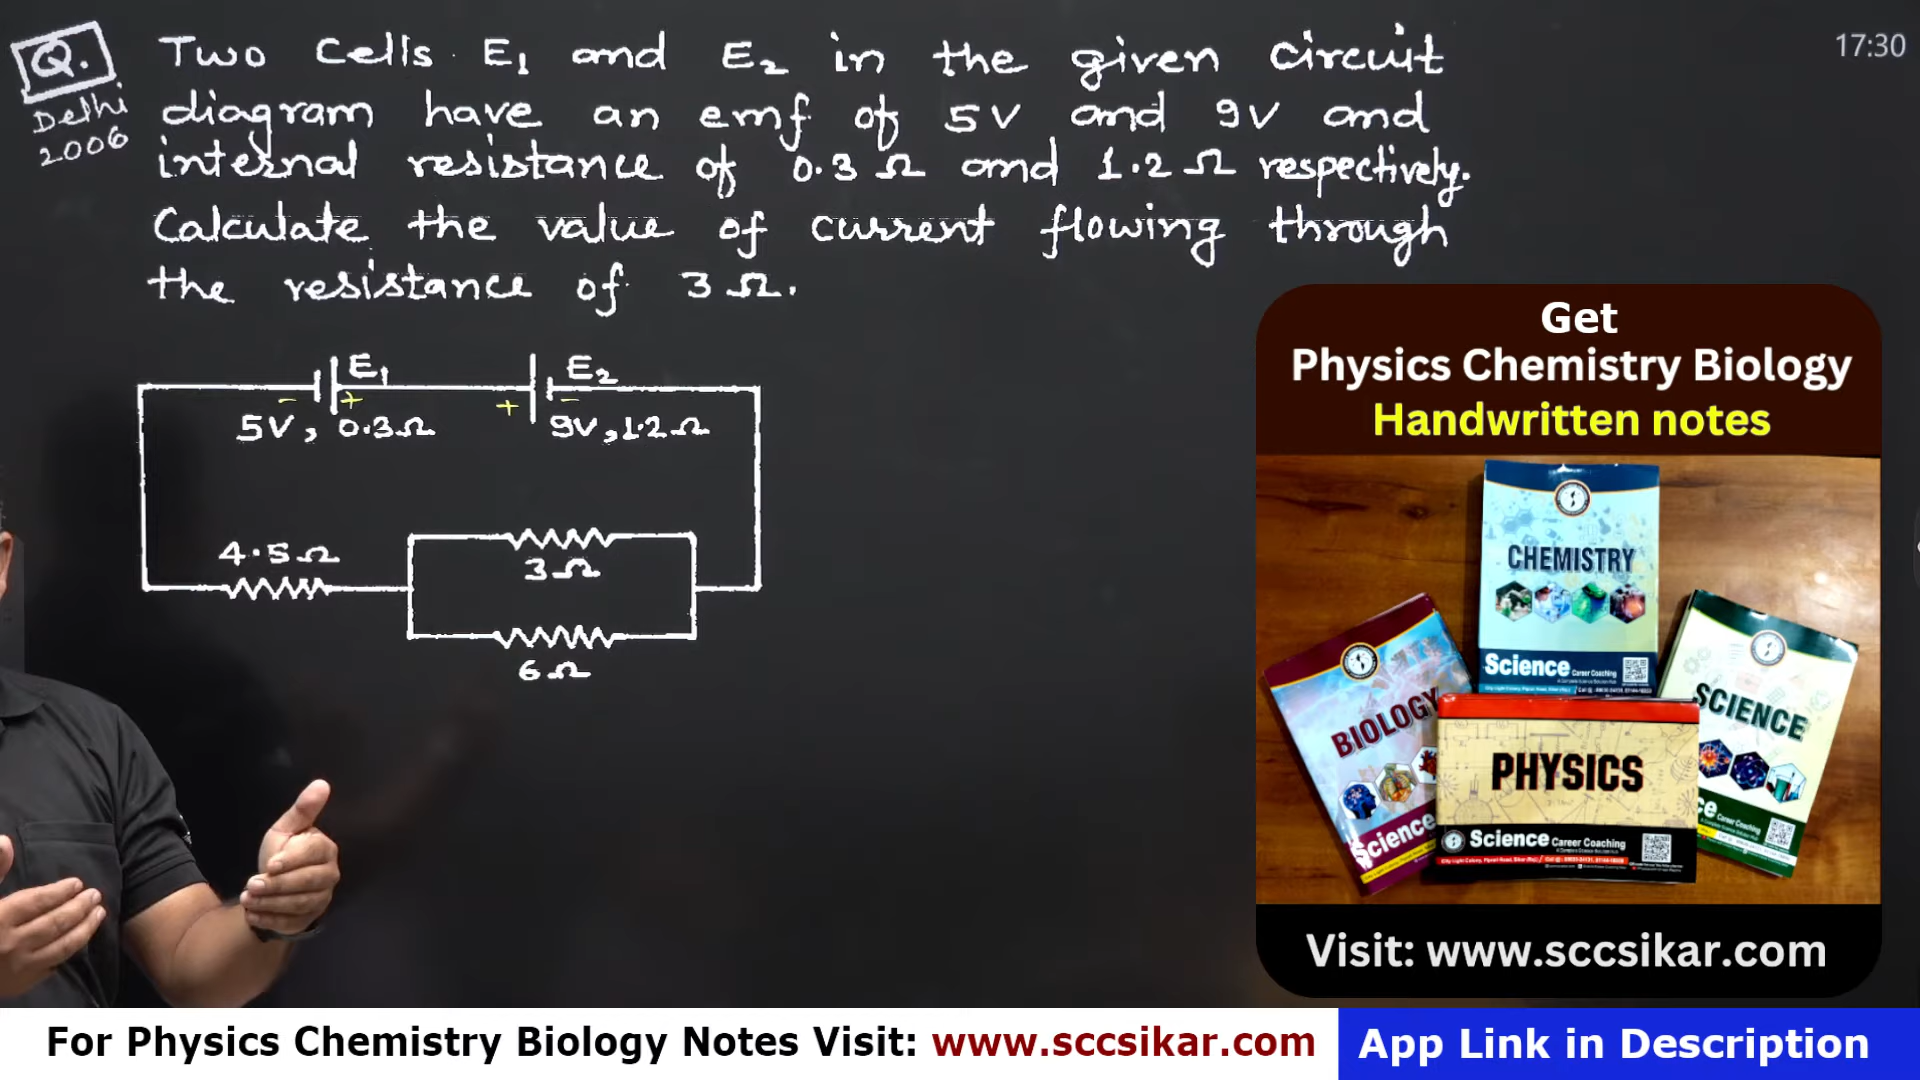 Q.
Delhi
2006
Two Cells E₁ and E₂ in the given circuit
diagram have an emf of 5V and 9V and
internal resistance of 0.3 Ω and 1.2 Ω respectively.
Calculate the value of current flowing through
the resistance of 3 Ω.
17:30
E₁
E₂
- +
+ -
5V, 0.3Ω
9V, 1.2Ω
4.5Ω
3Ω
6Ω
Get
Physics Chemistry Biology
Handwritten notes
CHEMISTRY
Science Career Coaching
BIOLOGY
Science
SCIENCE
Career Coaching
PHYSICS
Science Career Coaching
Visit: www.sccsikar.com
For Physics Chemistry Biology Notes Visit: www.sccsikar.com
App Link in Description